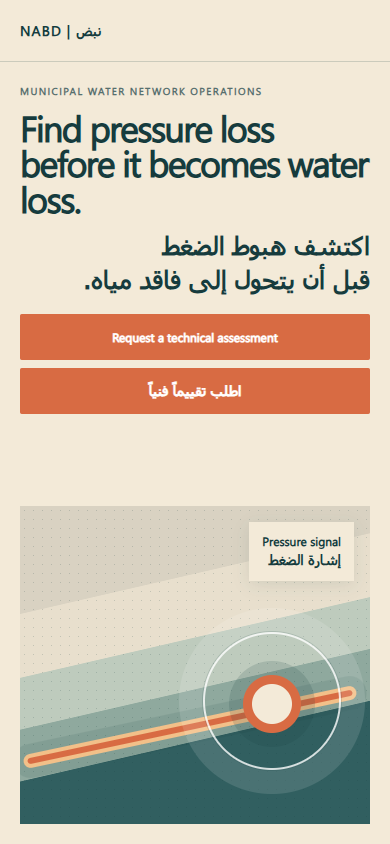 NABD | نبض
MUNICIPAL WATER NETWORK OPERATIONS
Find pressure loss
before it becomes water
loss.
اكتشف هبوط الضغط
قبل أن يتحول إلى فاقد مياه.
Request a technical assessment
اطلب تقييماً فنياً
Pressure signal
إشارة الضغط